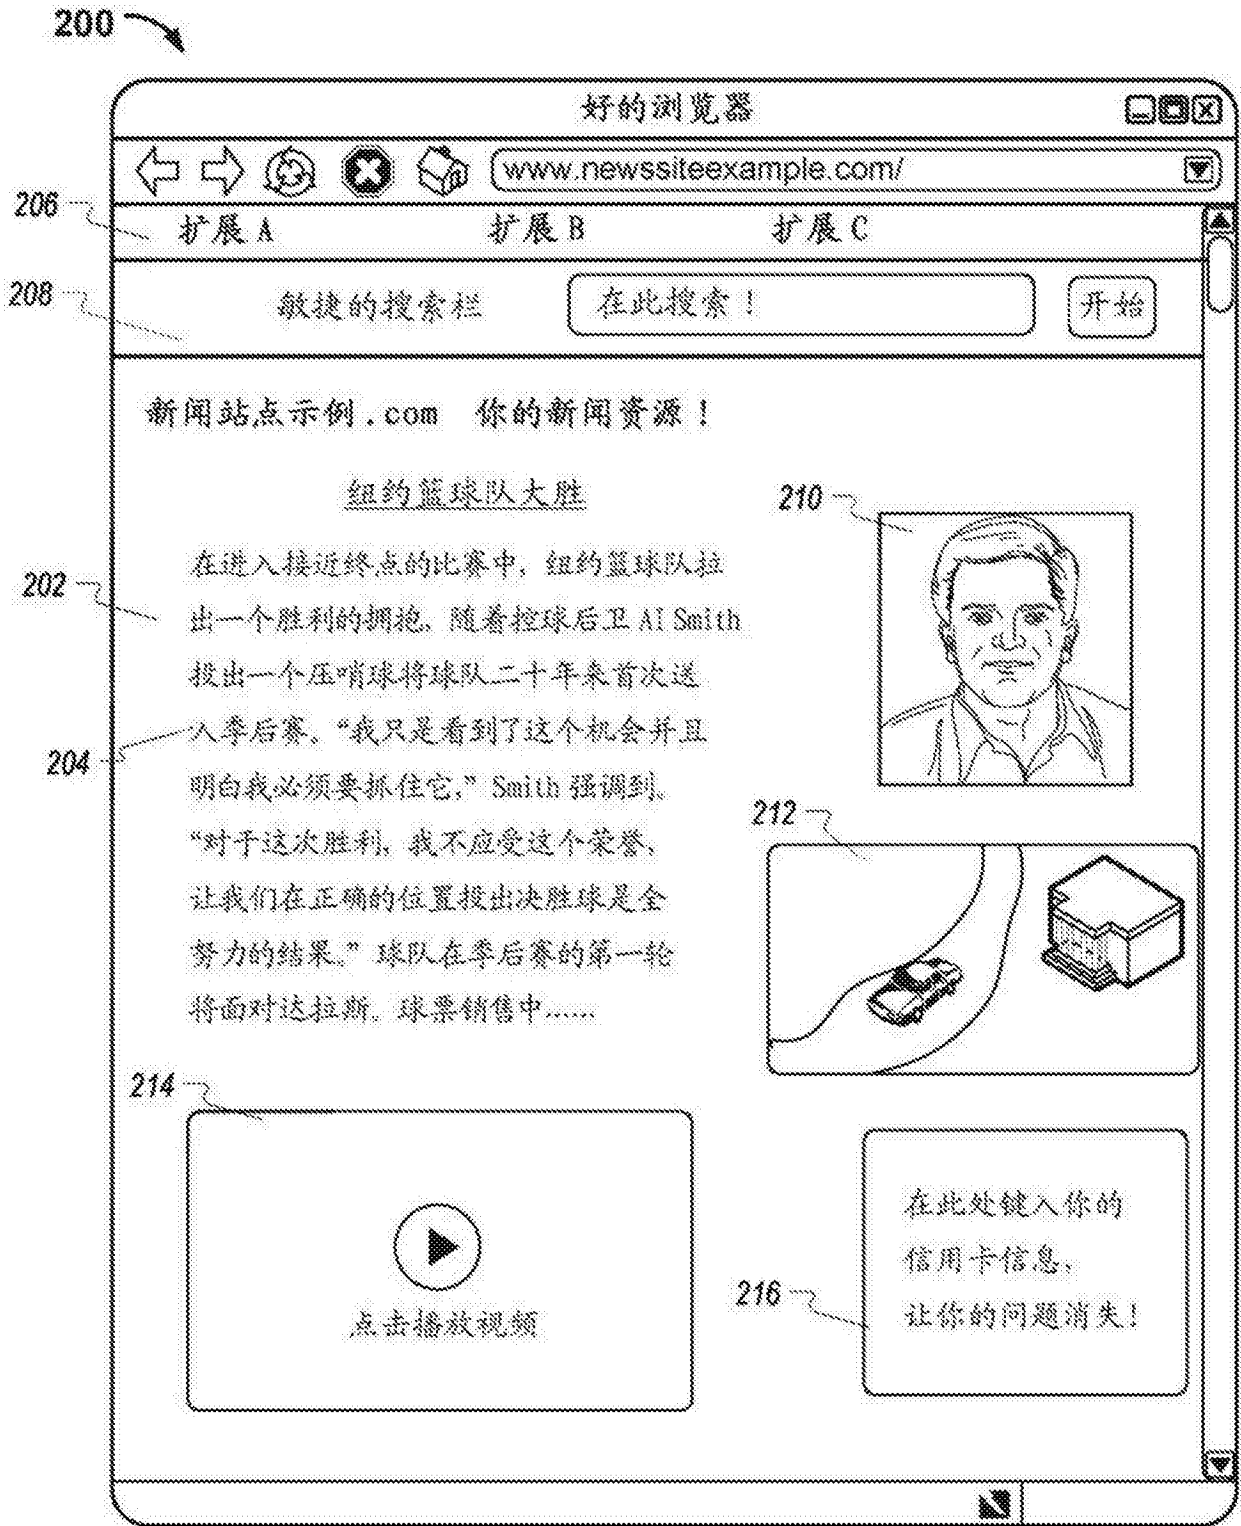 200
好的浏览器
www.newssiteexample.com/
206
扩展 A 扩展 B 扩展 C
208
敏捷的搜索栏 在此搜索！ 开始
新闻站点示例.com 你的新闻资源！
纽约篮球队大胜
210
202
在进入接近终点的比赛中，纽约篮球队拉
出一个胜利的拥抱，随着控球后卫 Al Smith
投出一个压哨球将球队二十年来首次送
204
入季后赛。“我只是看到了这个机会并且
明白我必须要抓住它，” Smith 强调到。
212
“对于这次胜利，我不应受这个荣誉，
让我们在正确的位置投出决胜球是全
努力的结果。” 球队在季后赛的第一轮
将面对达拉斯。球票销售中……
214
点击播放视频
216
在此处键入你的
信用卡信息，
让你的问题消失！